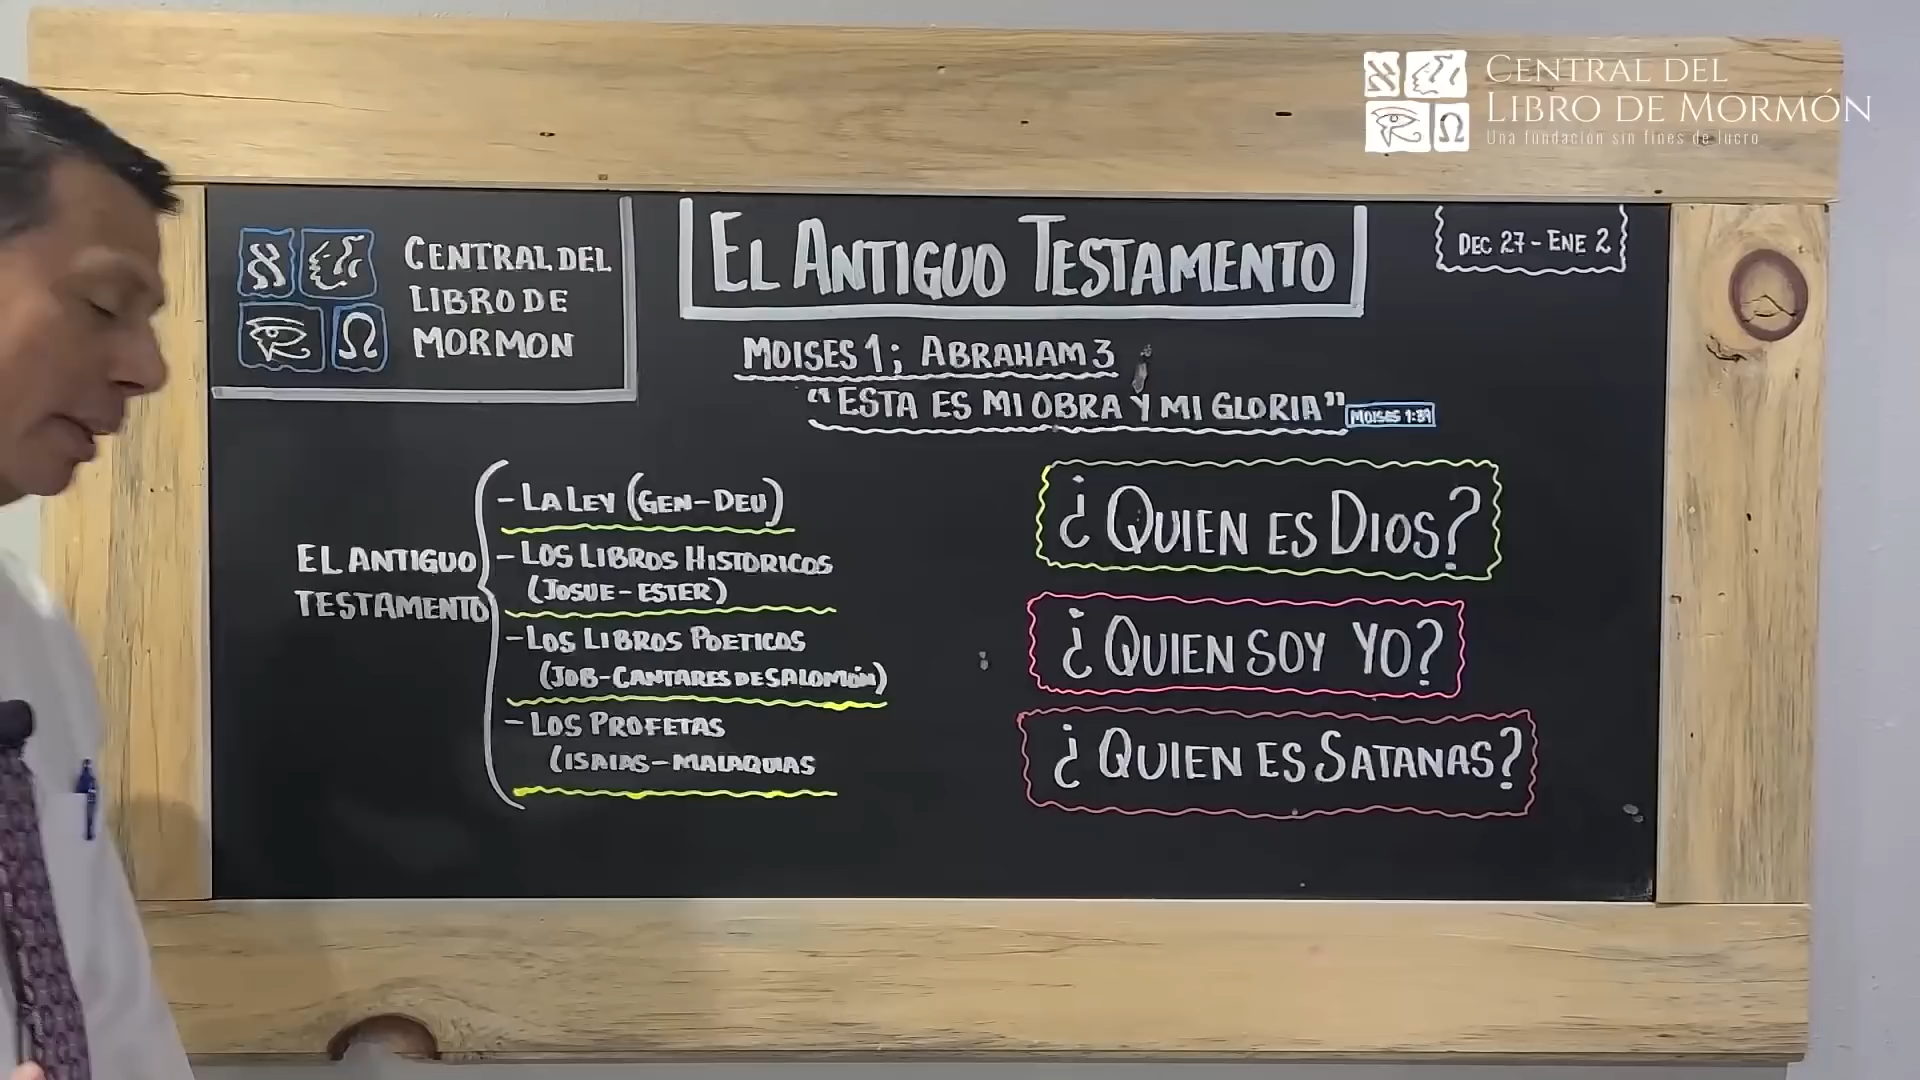 CENTRAL DEL
LIBRO DE MORMÓN
Una fundación sin fines de lucro
CENTRAL DEL
LIBRO DE
MORMON
EL ANTIGUO TESTAMENTO
DEC 27 - ENE 2
MOISES 1; ABRAHAM 3
"ESTA ES MI OBRA Y MI GLORIA"
MOISES 1:39
EL ANTIGUO
TESTAMENTO
- LA LEY (GEN-DEU)
- LOS LIBROS HISTORICOS
(JOSUE - ESTER)
- LOS LIBROS POETICOS
(JOB - CANTARES DE SALOMÓN)
- LOS PROFETAS
(ISAIAS - MALAQUIAS
¿QUIEN ES DIOS?
¿QUIEN SOY YO?
¿QUIEN ES SATANAS?